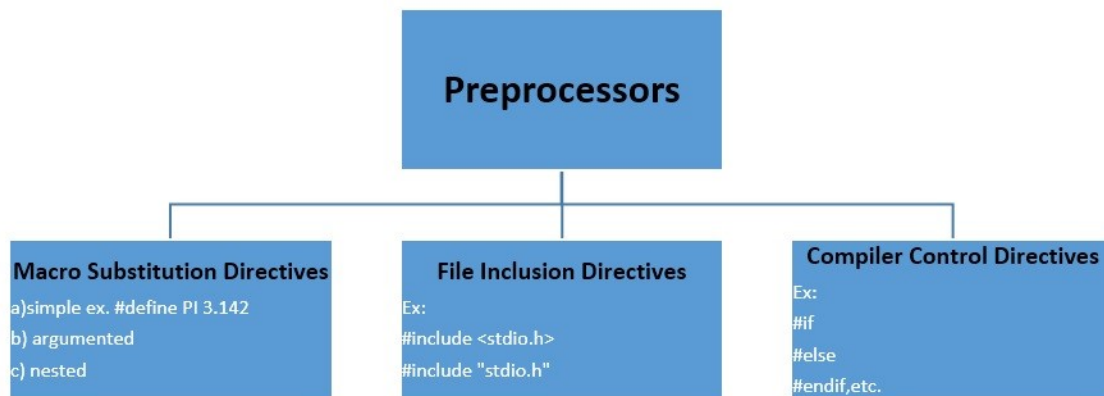 Preprocessors
Macro Substitution Directives
a)simple ex. #define PI 3.142
b) argumented
c) nested
File Inclusion Directives
Ex:
#include <stdio.h>
#include "stdio.h"
Compiler Control Directives
Ex:
#if
#else
#endif,etc.